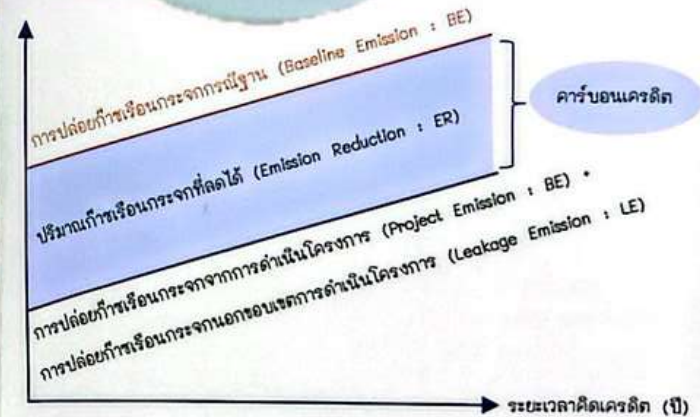 การปล่อยก๊าซเรือนกระจกกรณีฐาน (Baseline Emission : BE)
คาร์บอนเครดิต
ปริมาณก๊าซเรือนกระจกที่ลดได้ (Emission Reduction : ER)
การปล่อยก๊าซเรือนกระจกจากการดำเนินโครงการ (Project Emission : BE) +
การปล่อยก๊าซเรือนกระจกนอกขอบเขตการดำเนินโครงการ (Leakage Emission : LE)
ระยะเวลาคิดเครดิต (ปี)